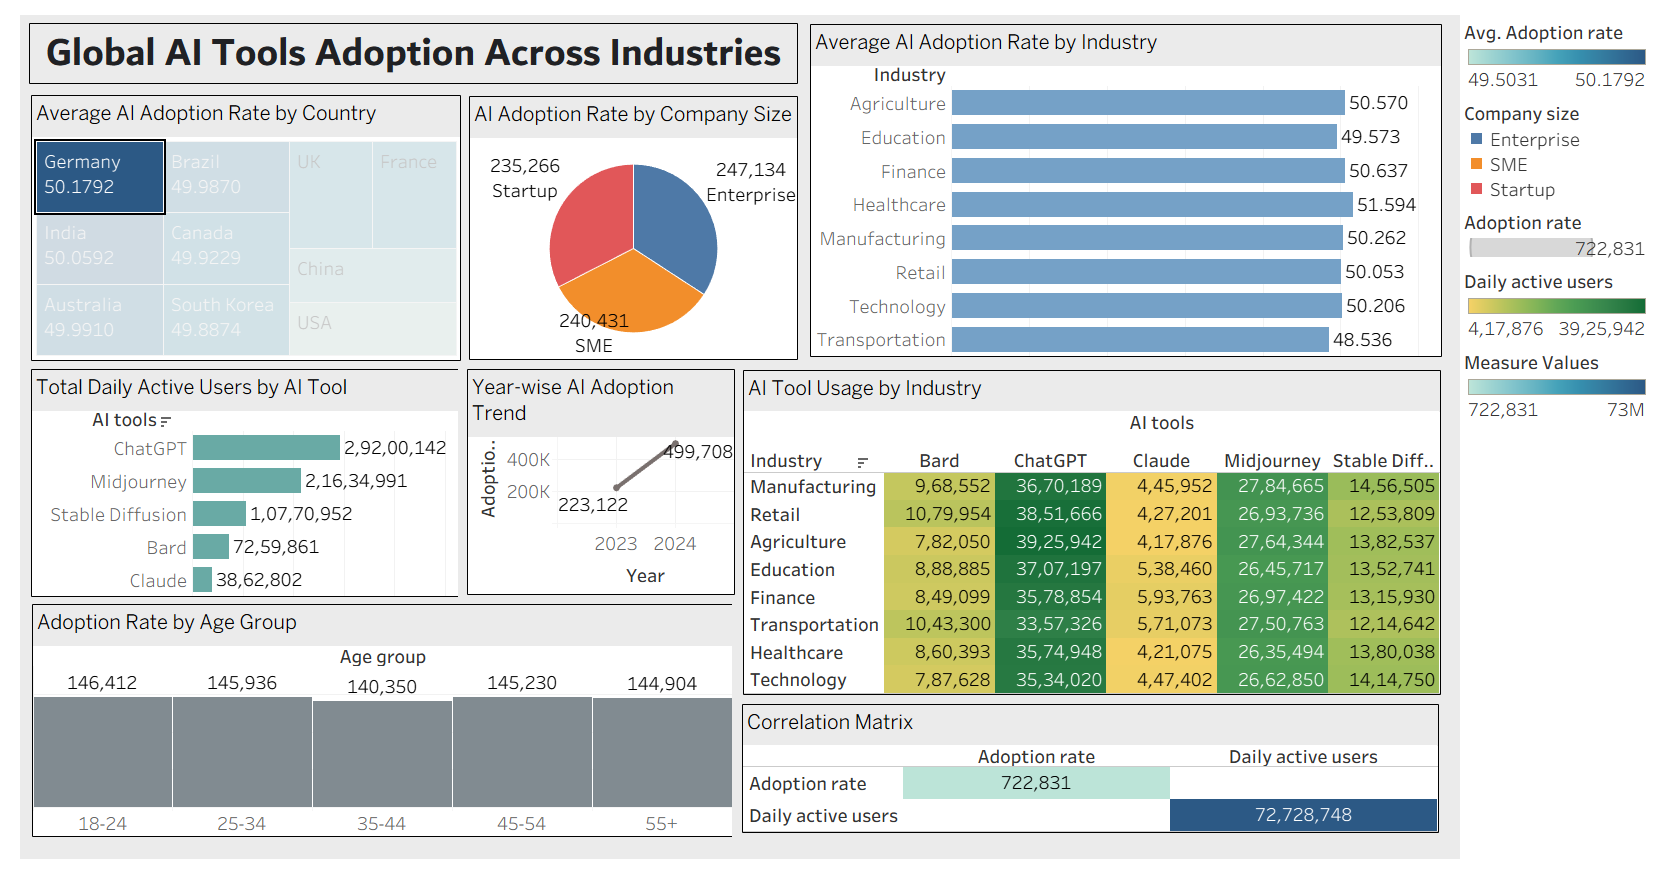 Global AI Tools Adoption Across Industries
Average AI Adoption Rate by Country
Germany
50.1792
Brazil
49.9870
UK
France
India
50.0592
Canada
49.9229
China
Australia
49.9910
South Korea
49.8874
USA
AI Adoption Rate by Company Size
235,266
Startup
247,134
Enterprise
240,431
SME
Average AI Adoption Rate by Industry
Industry
Agriculture 50.570
Education 49.573
Finance 50.637
Healthcare 51.594
Manufacturing 50.262
Retail 50.053
Technology 50.206
Transportation 48.536
Avg. Adoption rate
49.5031 50.1792
Company size
Enterprise
SME
Startup
Adoption rate
722,831
Daily active users
4,17,876 39,25,942
Measure Values
722,831 73M
Total Daily Active Users by AI Tool
AI tools
ChatGPT 2,92,00,142
Midjourney 2,16,34,991
Stable Diffusion 1,07,70,952
Bard 72,59,861
Claude 38,62,802
Year-wise AI Adoption
Trend
Adoptio..
400K
200K
499,708
223,122
2023 2024
Year
AI Tool Usage by Industry
AI tools
Industry Bard ChatGPT Claude Midjourney Stable Diff..
Manufacturing 9,68,552 36,70,189 4,45,952 27,84,665 14,56,505
Retail 10,79,954 38,51,666 4,27,201 26,93,736 12,53,809
Agriculture 7,82,050 39,25,942 4,17,876 27,64,344 13,82,537
Education 8,88,885 37,07,197 5,38,460 26,45,717 13,52,741
Finance 8,49,099 35,78,854 5,93,763 26,97,422 13,15,930
Transportation 10,43,300 33,57,326 5,71,073 27,50,763 12,14,642
Healthcare 8,60,393 35,74,948 4,21,075 26,35,494 13,80,038
Technology 7,87,628 35,34,020 4,47,402 26,62,850 14,14,750
Adoption Rate by Age Group
Age group
146,412 145,936 140,350 145,230 144,904
18-24 25-34 35-44 45-54 55+
Correlation Matrix
Adoption rate Daily active users
Adoption rate 722,831
Daily active users 72,728,748